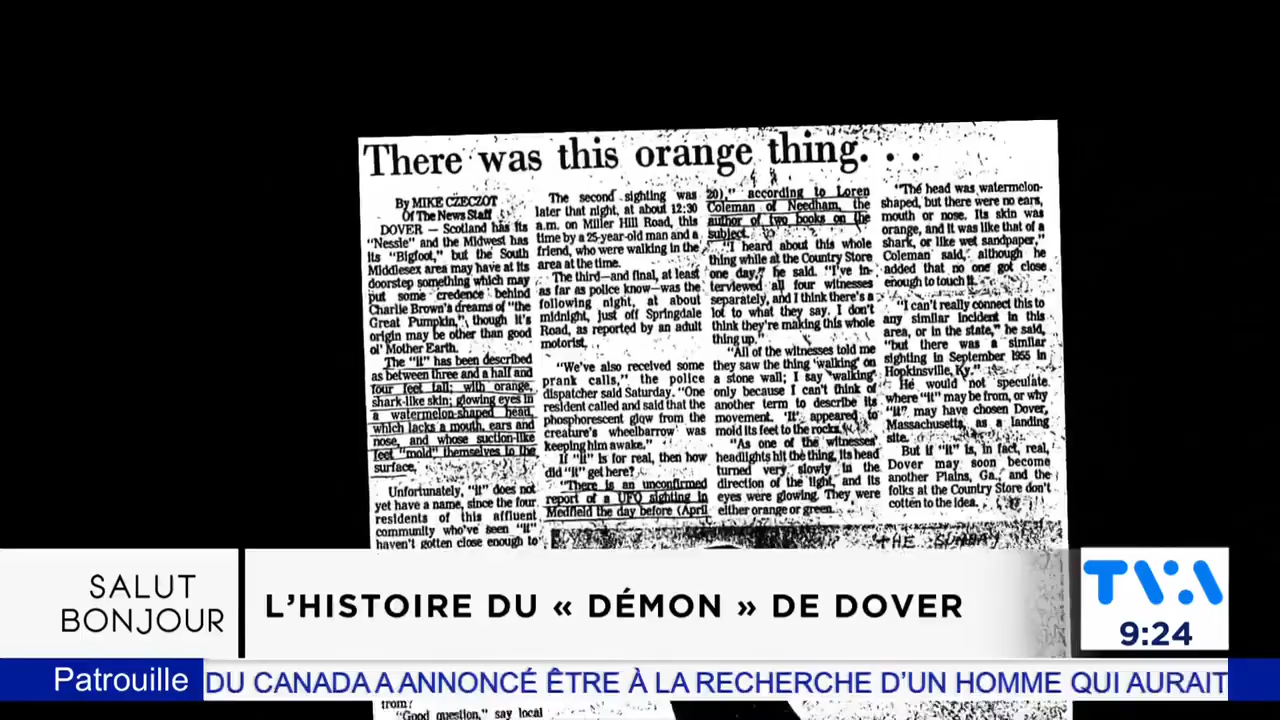 There was this orange thing. . .
By MIKE CZECZOT
Of The News Staff
DOVER — Scotland has its
"Nessie" and the Midwest has
its "Bigfoot," but the South
Middlesex area may have at its
doorstep something which may
put some credence behind
Charlie Brown's dreams of "the
Great Pumpkin," though it's
origin may be other than good
ol' Mother Earth.
The "it" has been described
as between three and a half and
four feet tall; with orange,
shark-like skin; glowing eyes in
a watermelon-shaped head,
which lacks a mouth, ears and
nose, and whose suction-like
feet "mold" themselves to the
surface.
Unfortunately, "it" does not
yet have a name, since the four
residents of this affluent
community who've seen "it"
haven't gotten close enough to
from?
"Good question," say local
The second sighting was
later that night, at about 12:30
a.m. on Miller Hill Road, this
time by a 25-year-old man and a
friend, who were walking in the
area at the time.
The third—and final, at least
as far as police know—was the
following night, at about
midnight, just off Springdale
Road, as reported by an adult
motorist.
"We've also received some
prank calls," the police
dispatcher said Saturday. "One
resident called and said that the
phosphorescent glow from the
creature's wheelbarrow was
keeping him awake."
If "it" is for real, then how
did "it" get here?
"There is an unconfirmed
report of a UFO sighting in
Medfield the day before (April
20)," according to Loren
Coleman of Needham, the
author of two books on the
subject.
"I heard about this whole
thing while at the Country Store
one day," he said. "I've in-
terviewed all four witnesses
separately, and I think there's a
lot to what they say. I don't
think they're making this whole
thing up."
"All of the witnesses told me
they saw the thing 'walking' on
a stone wall; I say 'walking'
only because I can't think of
another term to describe its
movement. 'It' appeared to
mold its feet to the rocks.
"As one of the witnesses'
headlights hit the thing, its head
turned very slowly in the
direction of the light, and its
eyes were glowing. They were
either orange or green.
"The head was watermelon-
shaped, but there were no ears,
mouth or nose. Its skin was
orange, and it was like that of a
shark, or like wet sandpaper,"
Coleman said, although he
added that no one got close
enough to touch it.
"I can't really connect this to
any similar incident in this
area, or in the state," he said,
"but there was a similar
sighting in September 1955 in
Hopkinsville, Ky."
He would not speculate
where "it" may be from, or why
"it" may have chosen Dover,
Massachusetts, as a landing
site.
But if "it" is, in fact, real,
Dover may soon become
another Plains, Ga., and the
folks at the Country Store don't
cotten to the idea.
THE SUNDAY
SALUT
BONJOUR
L'HISTOIRE DU « DÉMON » DE DOVER
TVA
9:24
Patrouille
DU CANADA A ANNONCÉ ÊTRE À LA RECHERCHE D'UN HOMME QUI AURAIT